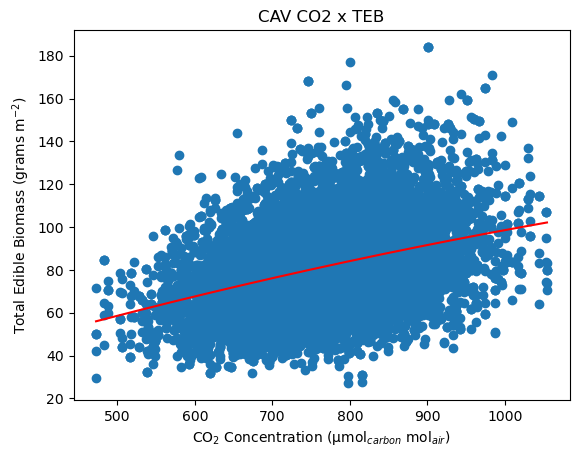 CAV CO2 x TEB
Total Edible Biomass (grams m⁻²)
180
160
140
120
100
80
60
40
20
500 600 700 800 900 1000
CO₂ Concentration (µmol_carbon mol_air)